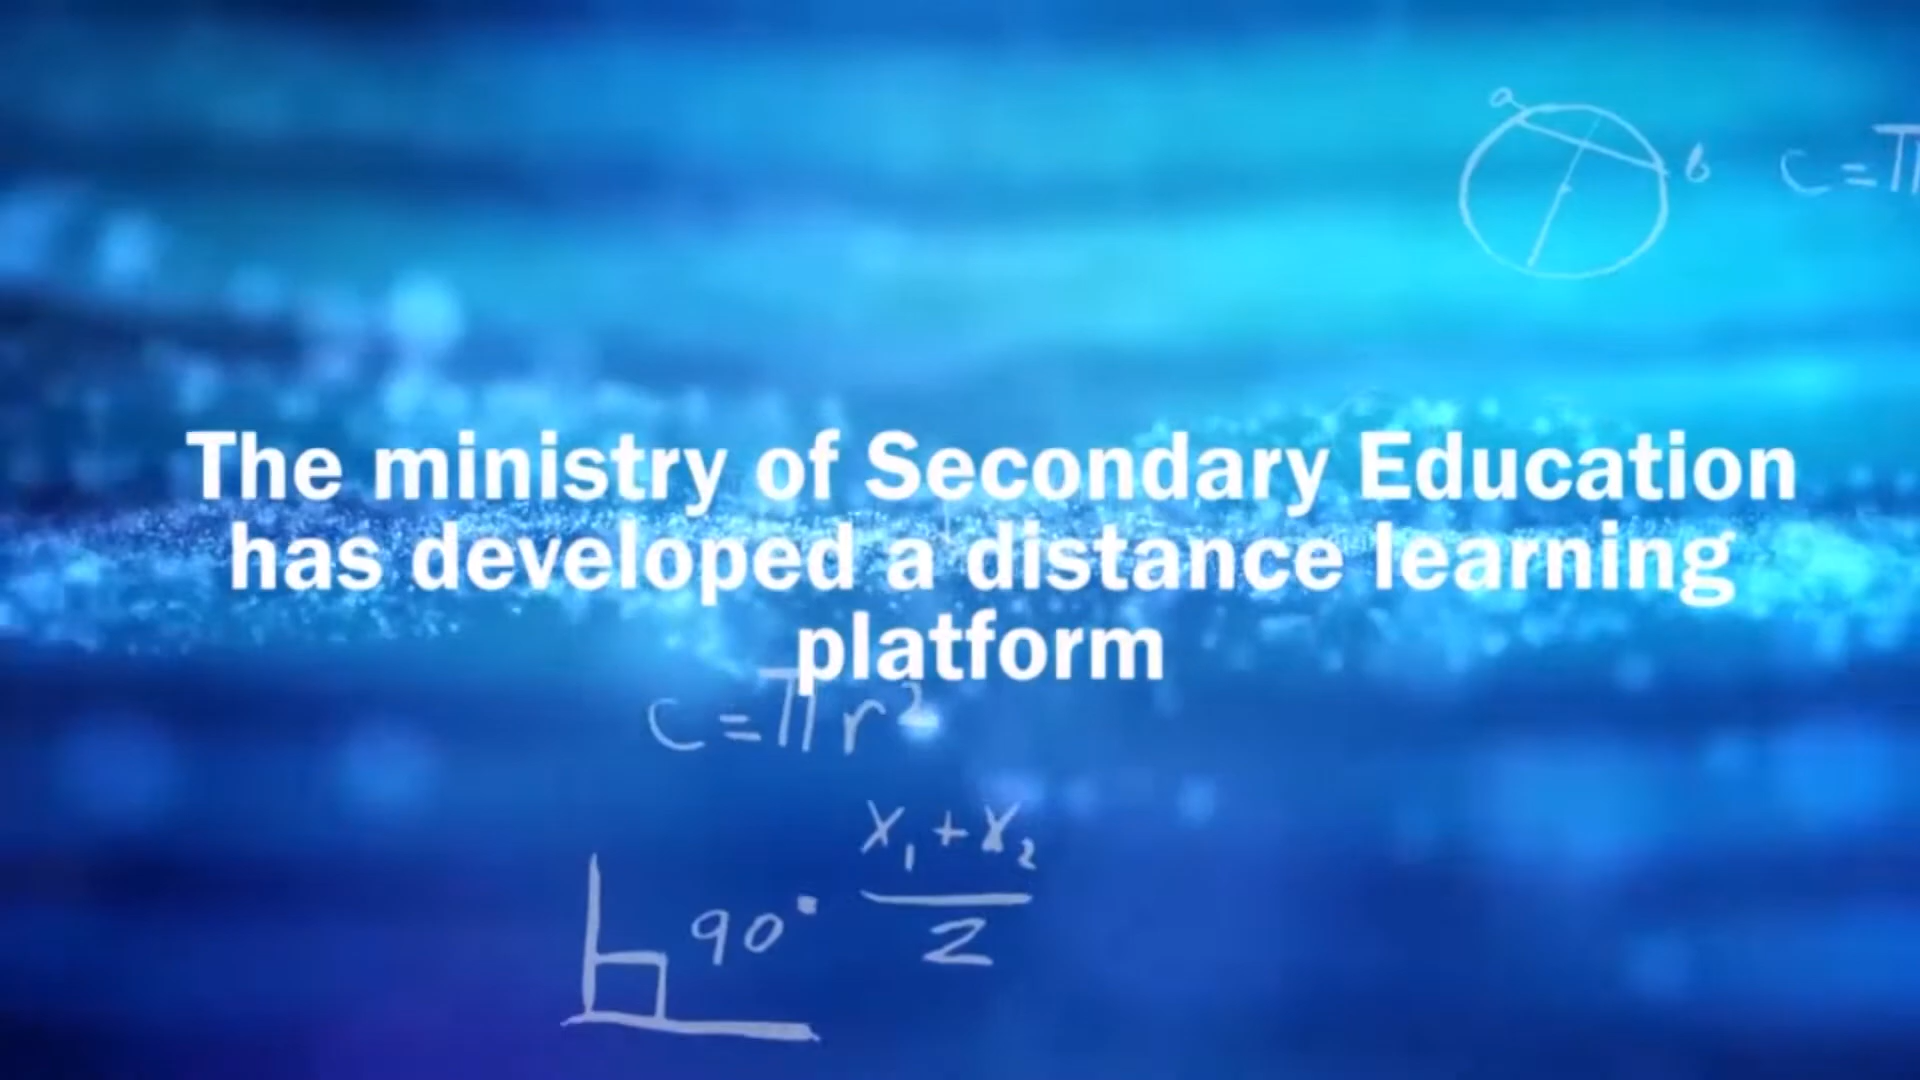 a
b
C=π
The ministry of Secondary Education
has developed a distance learning
platform
C=πr²
x₁+x₂
90°
2